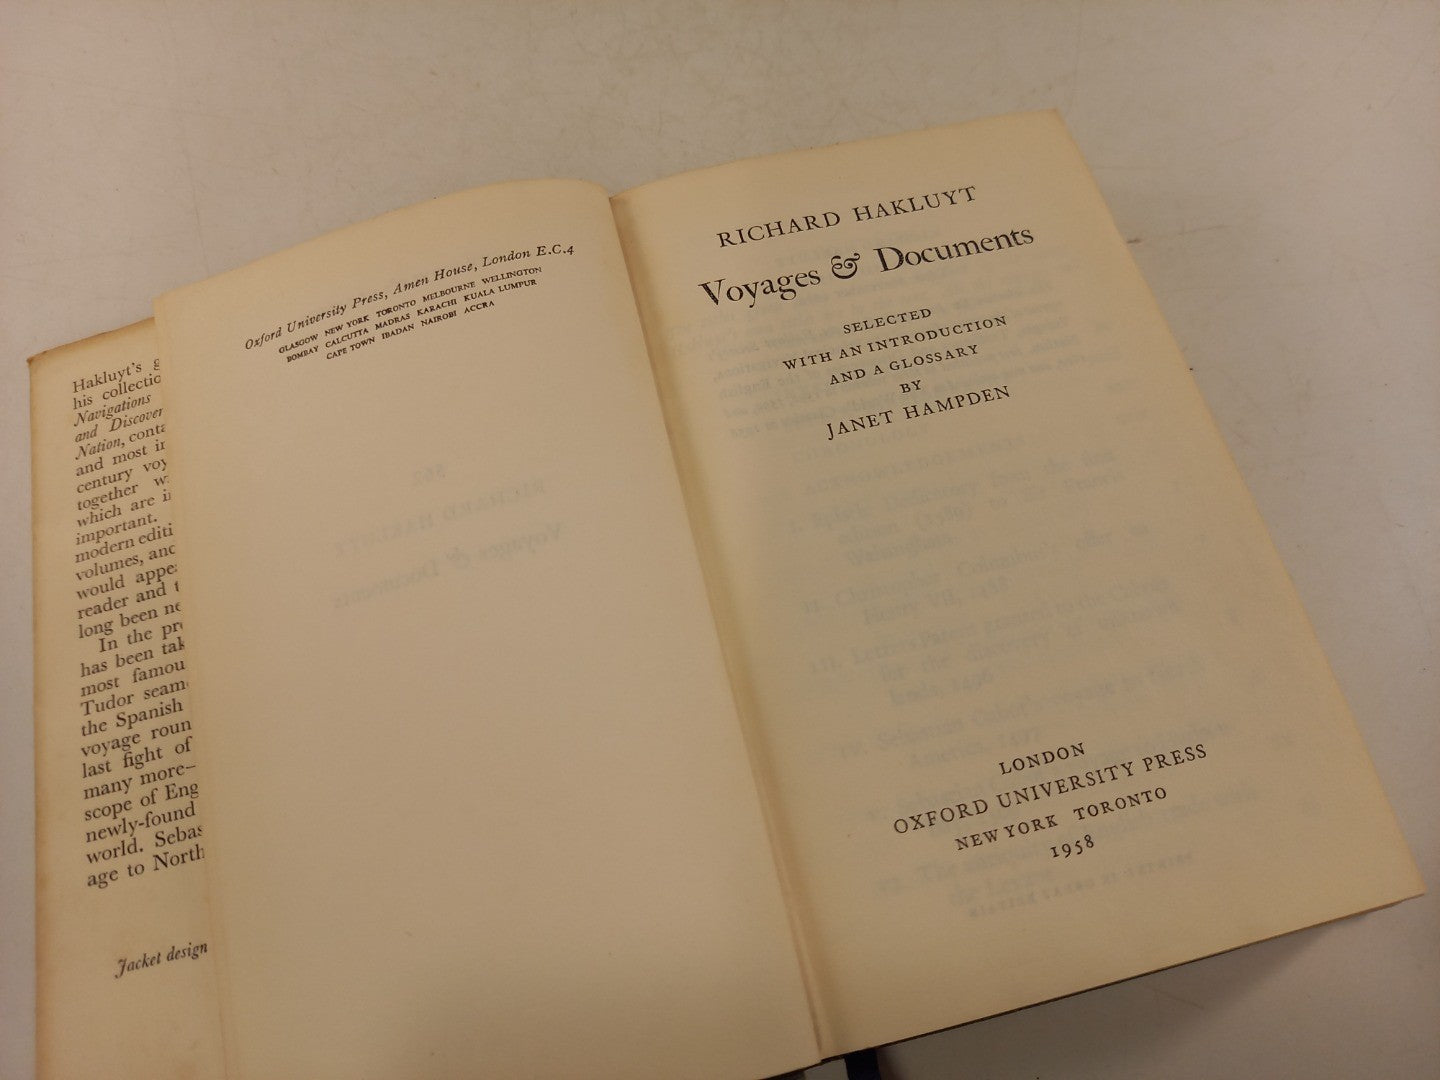 Hakluyt's
his collectio
Navigations
and Discover
Nation, conta
and most in
century voy
together w
which are i
important.
modern editi
volumes, and
would appe
reader and
long been ne
In the pre
has been tak
most famou
Tudor seam
the Spanish
voyage roun
last fight of
many more—
scope of Eng
newly-found
world. Sebas
age to North
Jacket design
Oxford University Press, Amen House, London E.C.4
GLASGOW NEW YORK TORONTO MELBOURNE WELLINGTON
BOMBAY CALCUTTA MADRAS KARACHI KUALA LUMPUR
CAPE TOWN IBADAN NAIROBI ACCRA
RICHARD HAKLUYT
Voyages & Documents
SELECTED
WITH AN INTRODUCTION
AND A GLOSSARY
BY
JANET HAMPDEN
LONDON
OXFORD UNIVERSITY PRESS
NEW YORK TORONTO
1958